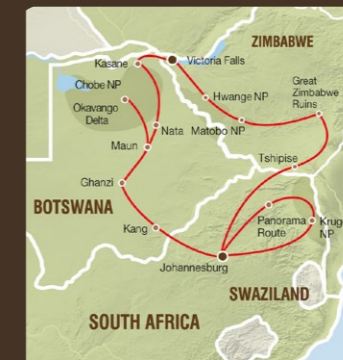 ZIMBABWE
Kasane
Victoria Falls
Chobe NP
Hwange NP
Great
Zimbabwe
Ruins
Okavango
Delta
Nata
Matobo NP
Maun
Tshipise
Ghanzi
BOTSWANA
Kang
Panorama
Route
Kruge
NP
Johannesburg
SWAZILAND
SOUTH AFRICA